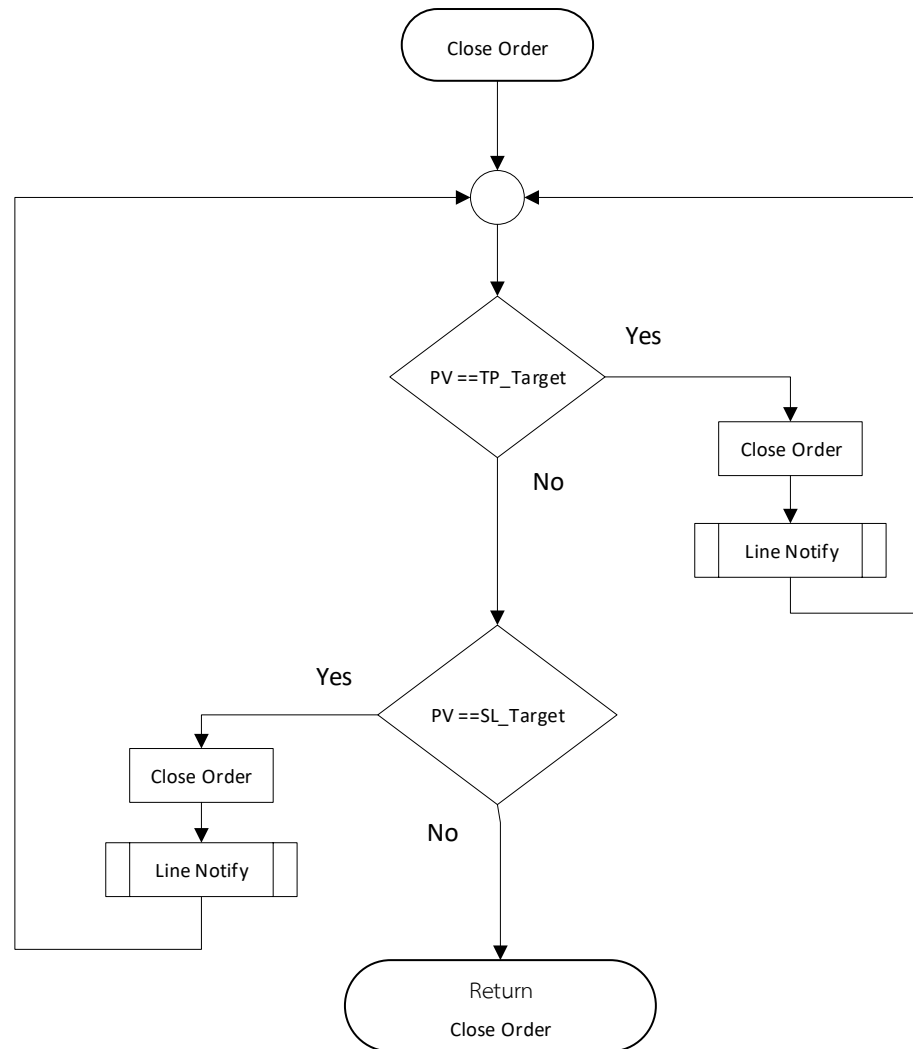 Close Order
Yes
PV ==TP_Target
Close Order
No
Line Notify
Yes
PV ==SL_Target
Close Order
No
Line Notify
Return
Close Order